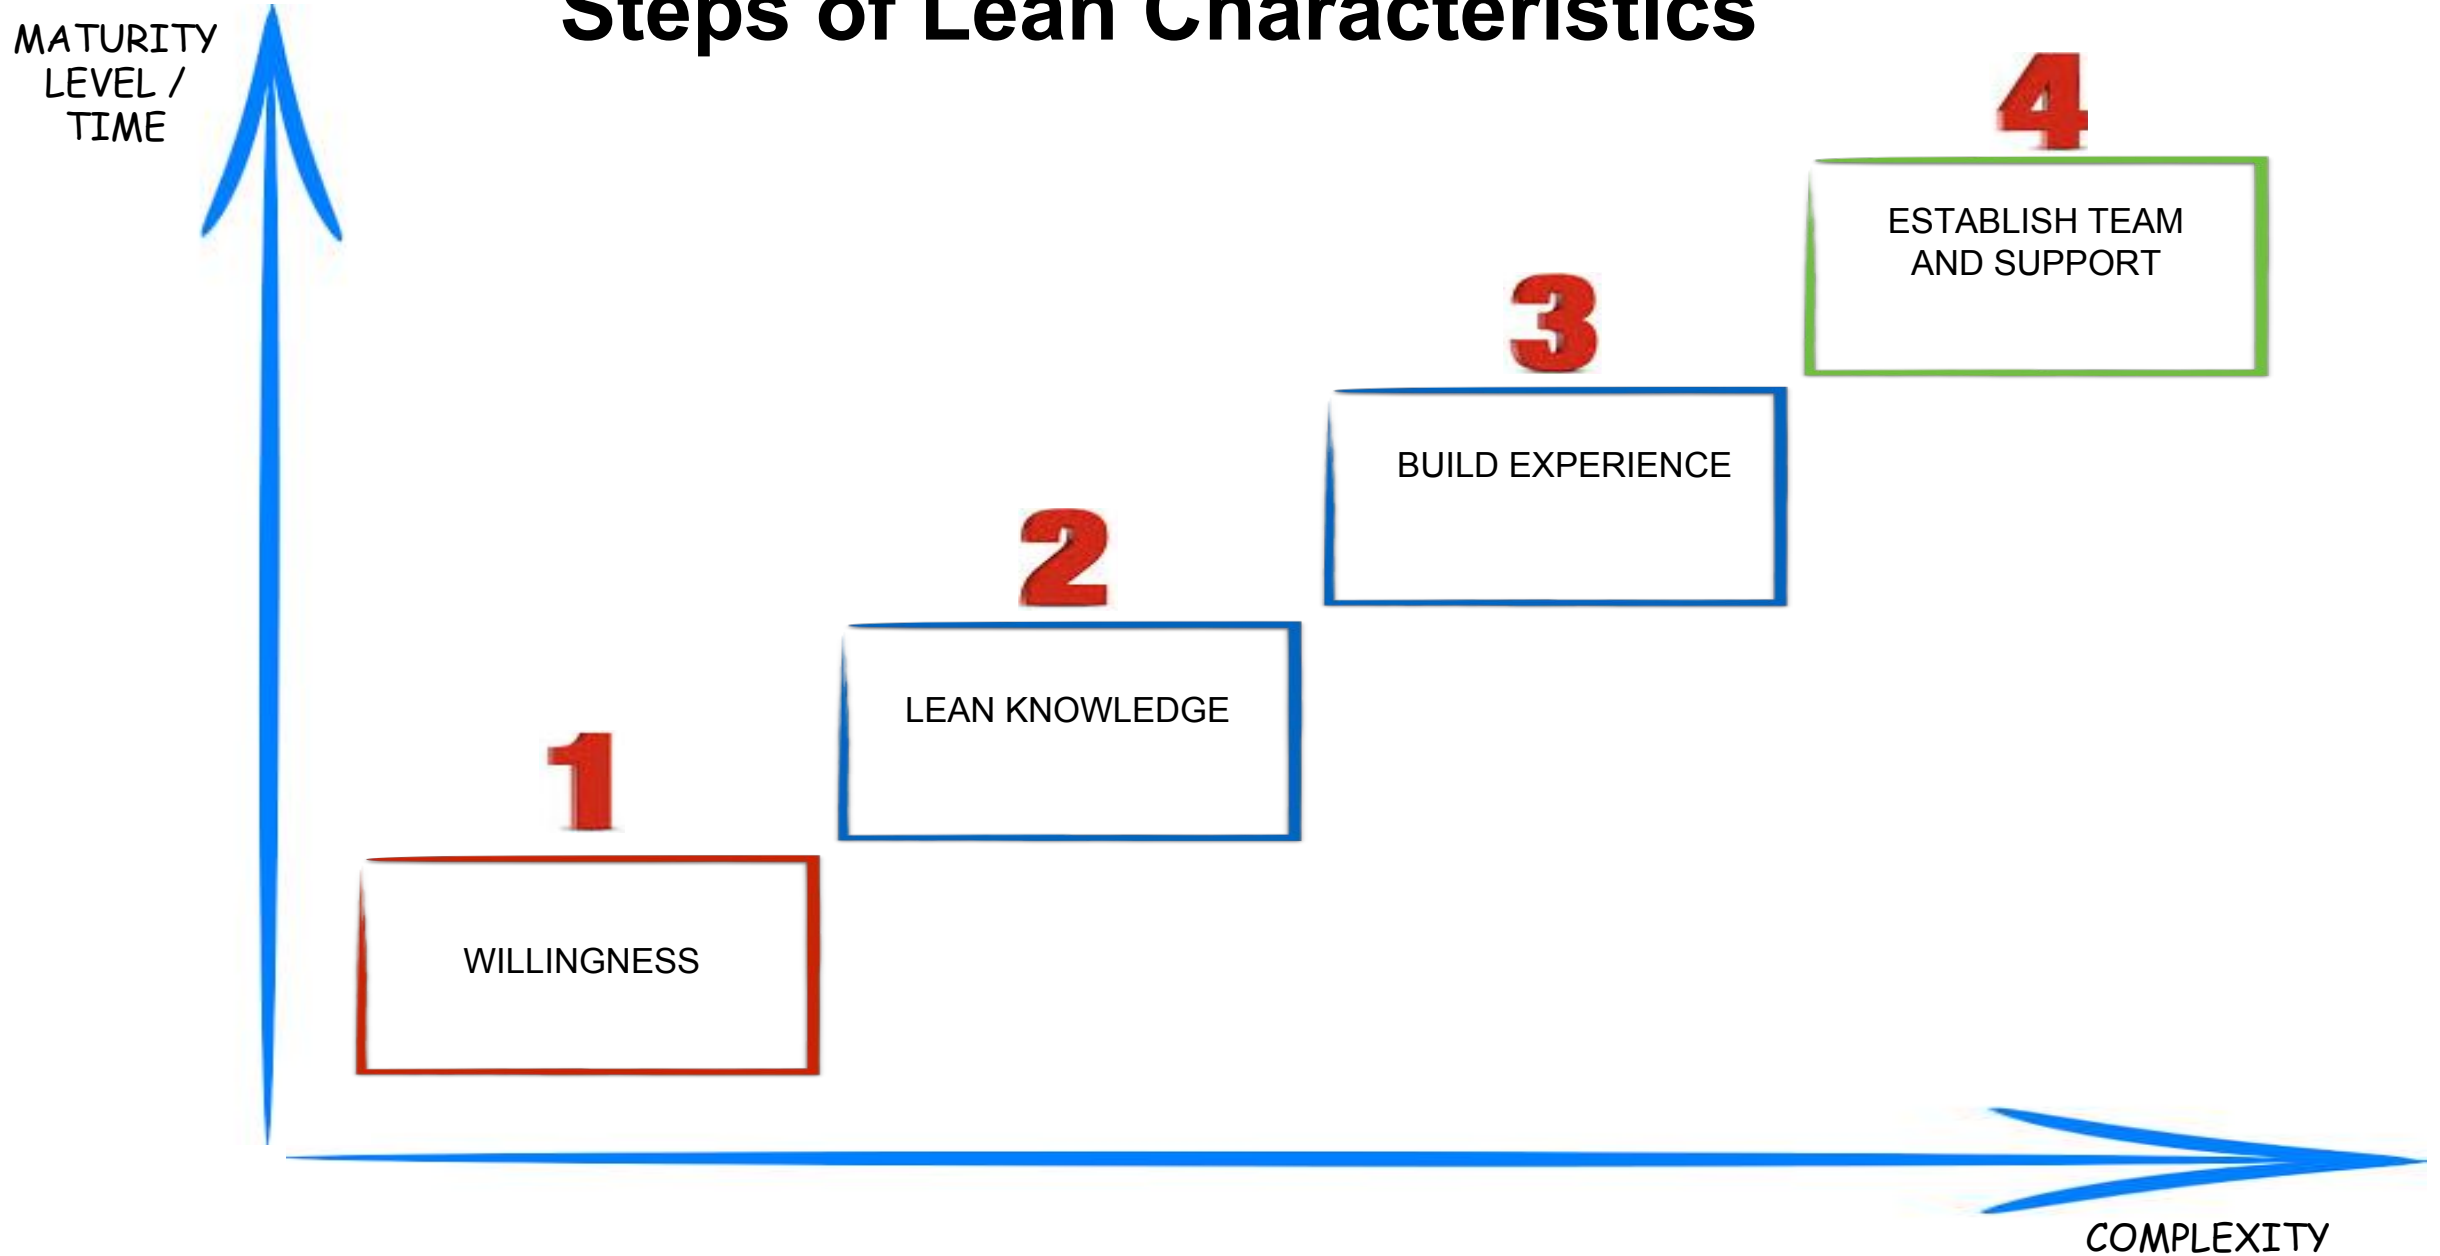 Steps of Lean Characteristics
MATURITY
LEVEL /
TIME
4
ESTABLISH TEAM
AND SUPPORT
3
BUILD EXPERIENCE
2
LEAN KNOWLEDGE
1
WILLINGNESS
COMPLEXITY